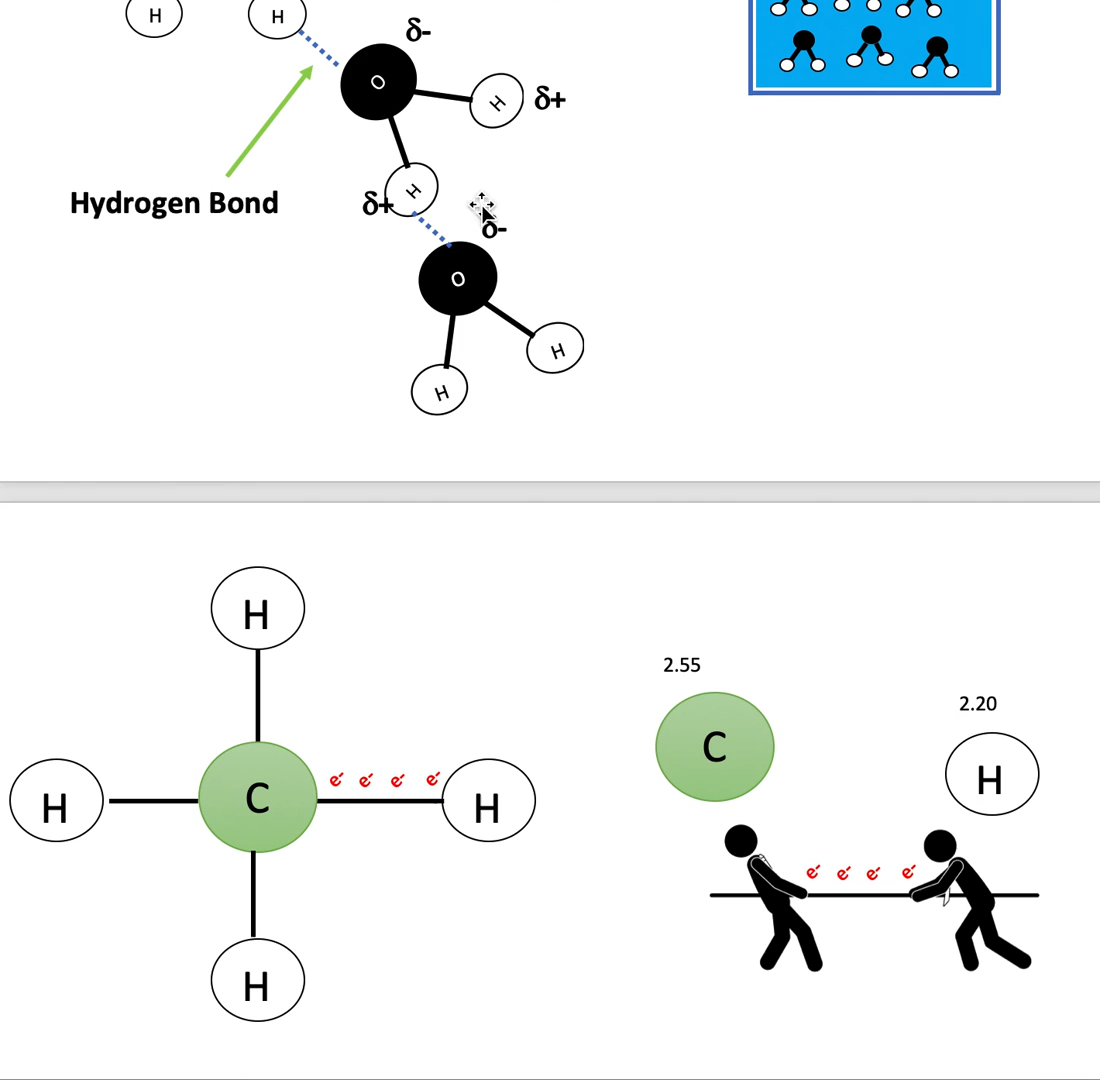 H H
δ-
O
H δ+
Hydrogen Bond
H
δ+
δ-
O
H
H
H
2.55
2.20
C
H
H C e- e- e- e- H
e- e- e- e-
H